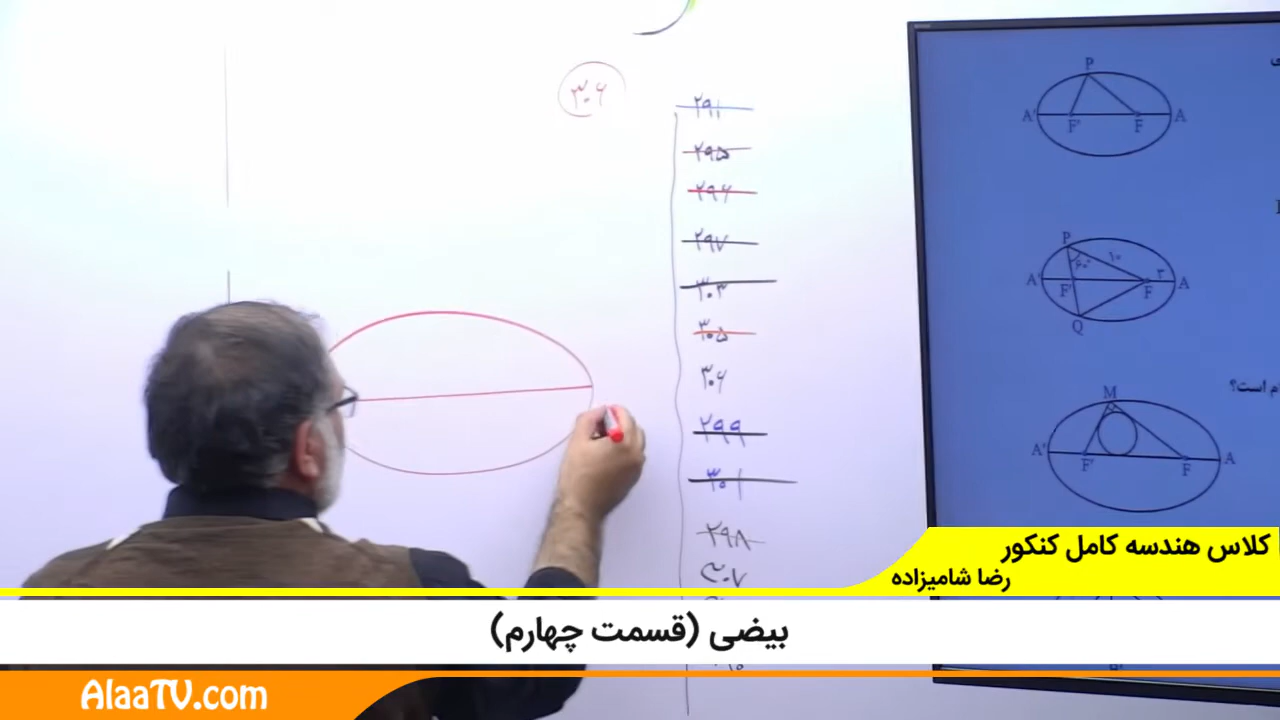 ۳۰۶
۲۹۱
۲۹۵
۲۹۶
۲۹۷
۳۰۳
۳۰۵
۳۰۶
۲۹۹
۳۰۱
۲۹۸
۳۰۷
P
A' F' F A
P
۶۰° ۱۰ ۳
A' F' F A
Q
م است؟
M
A' F' F A
کلاس هندسه کامل کنکور
رضا شامیزاده
بیضی (قسمت چهارم)
AlaaTV.com